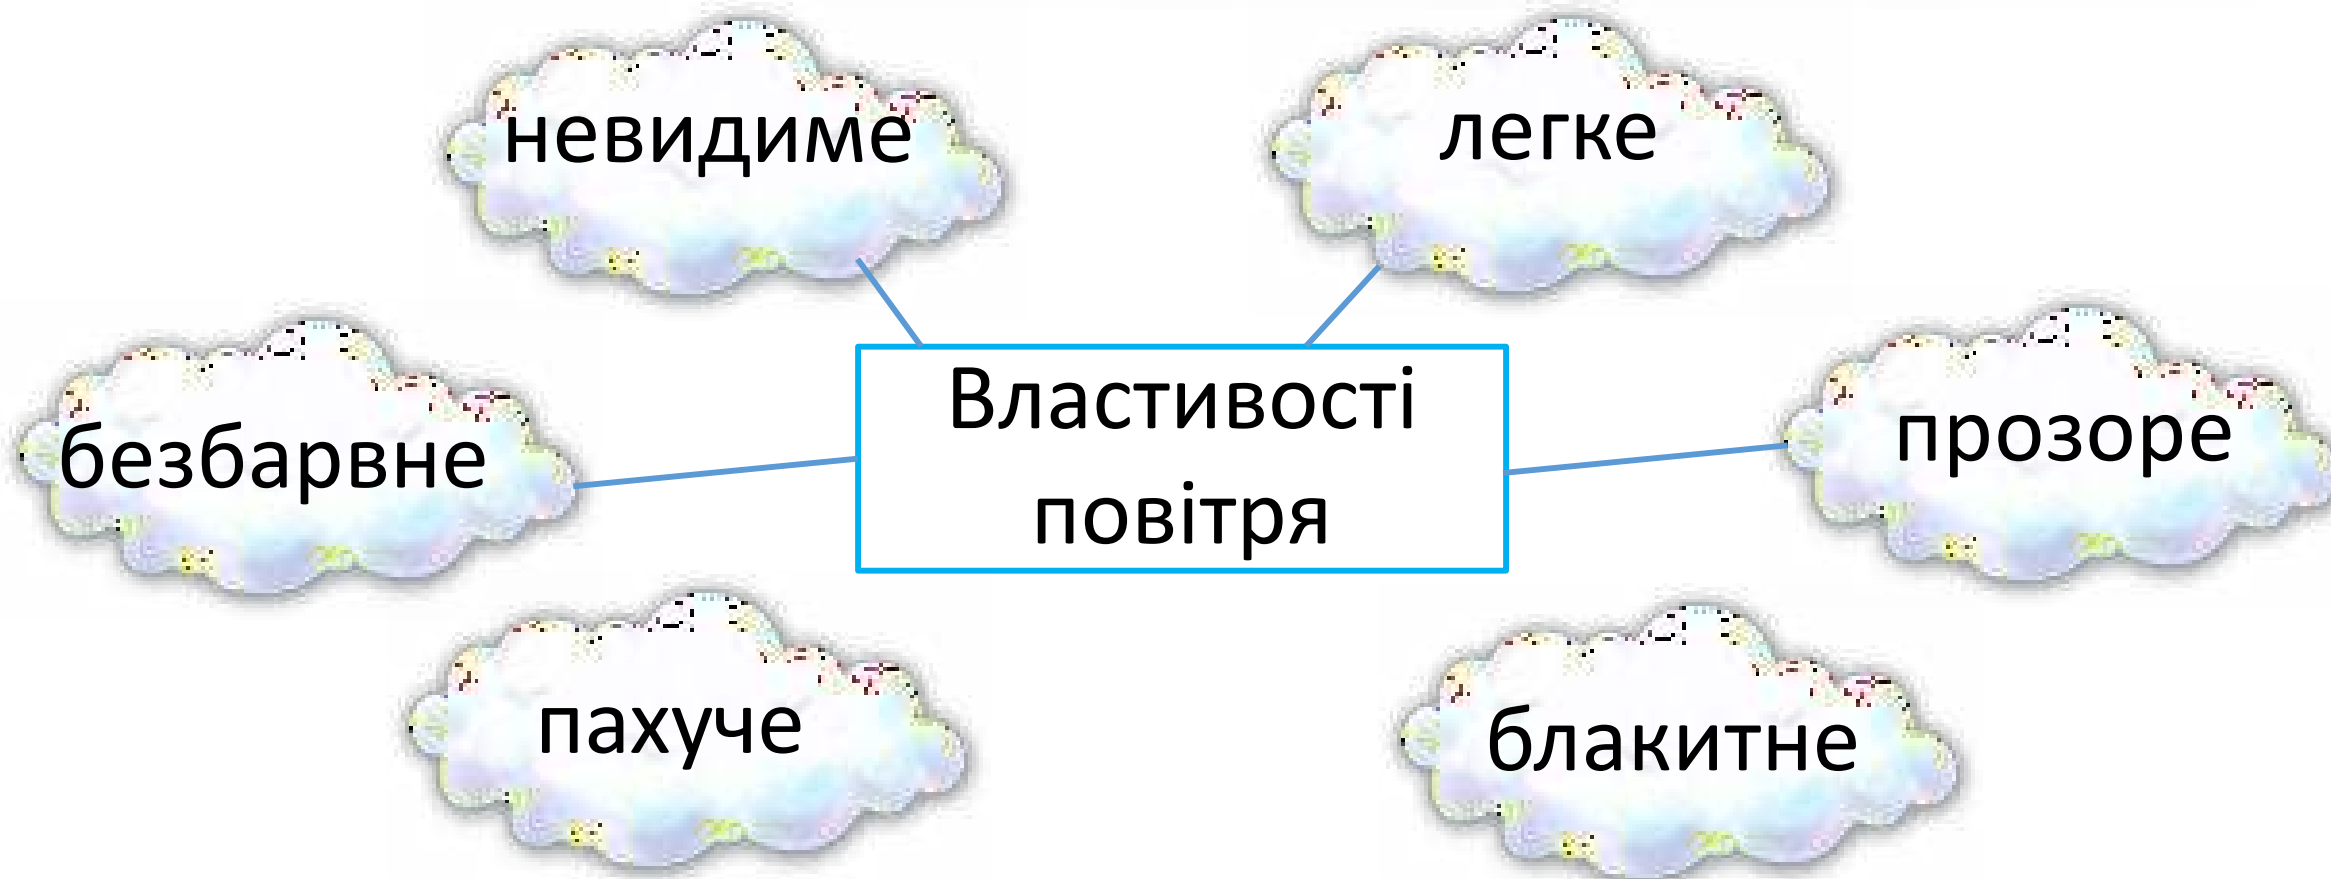 невидиме
легке
безбарвне
Властивості
повітря
прозоре
пахуче
блакитне